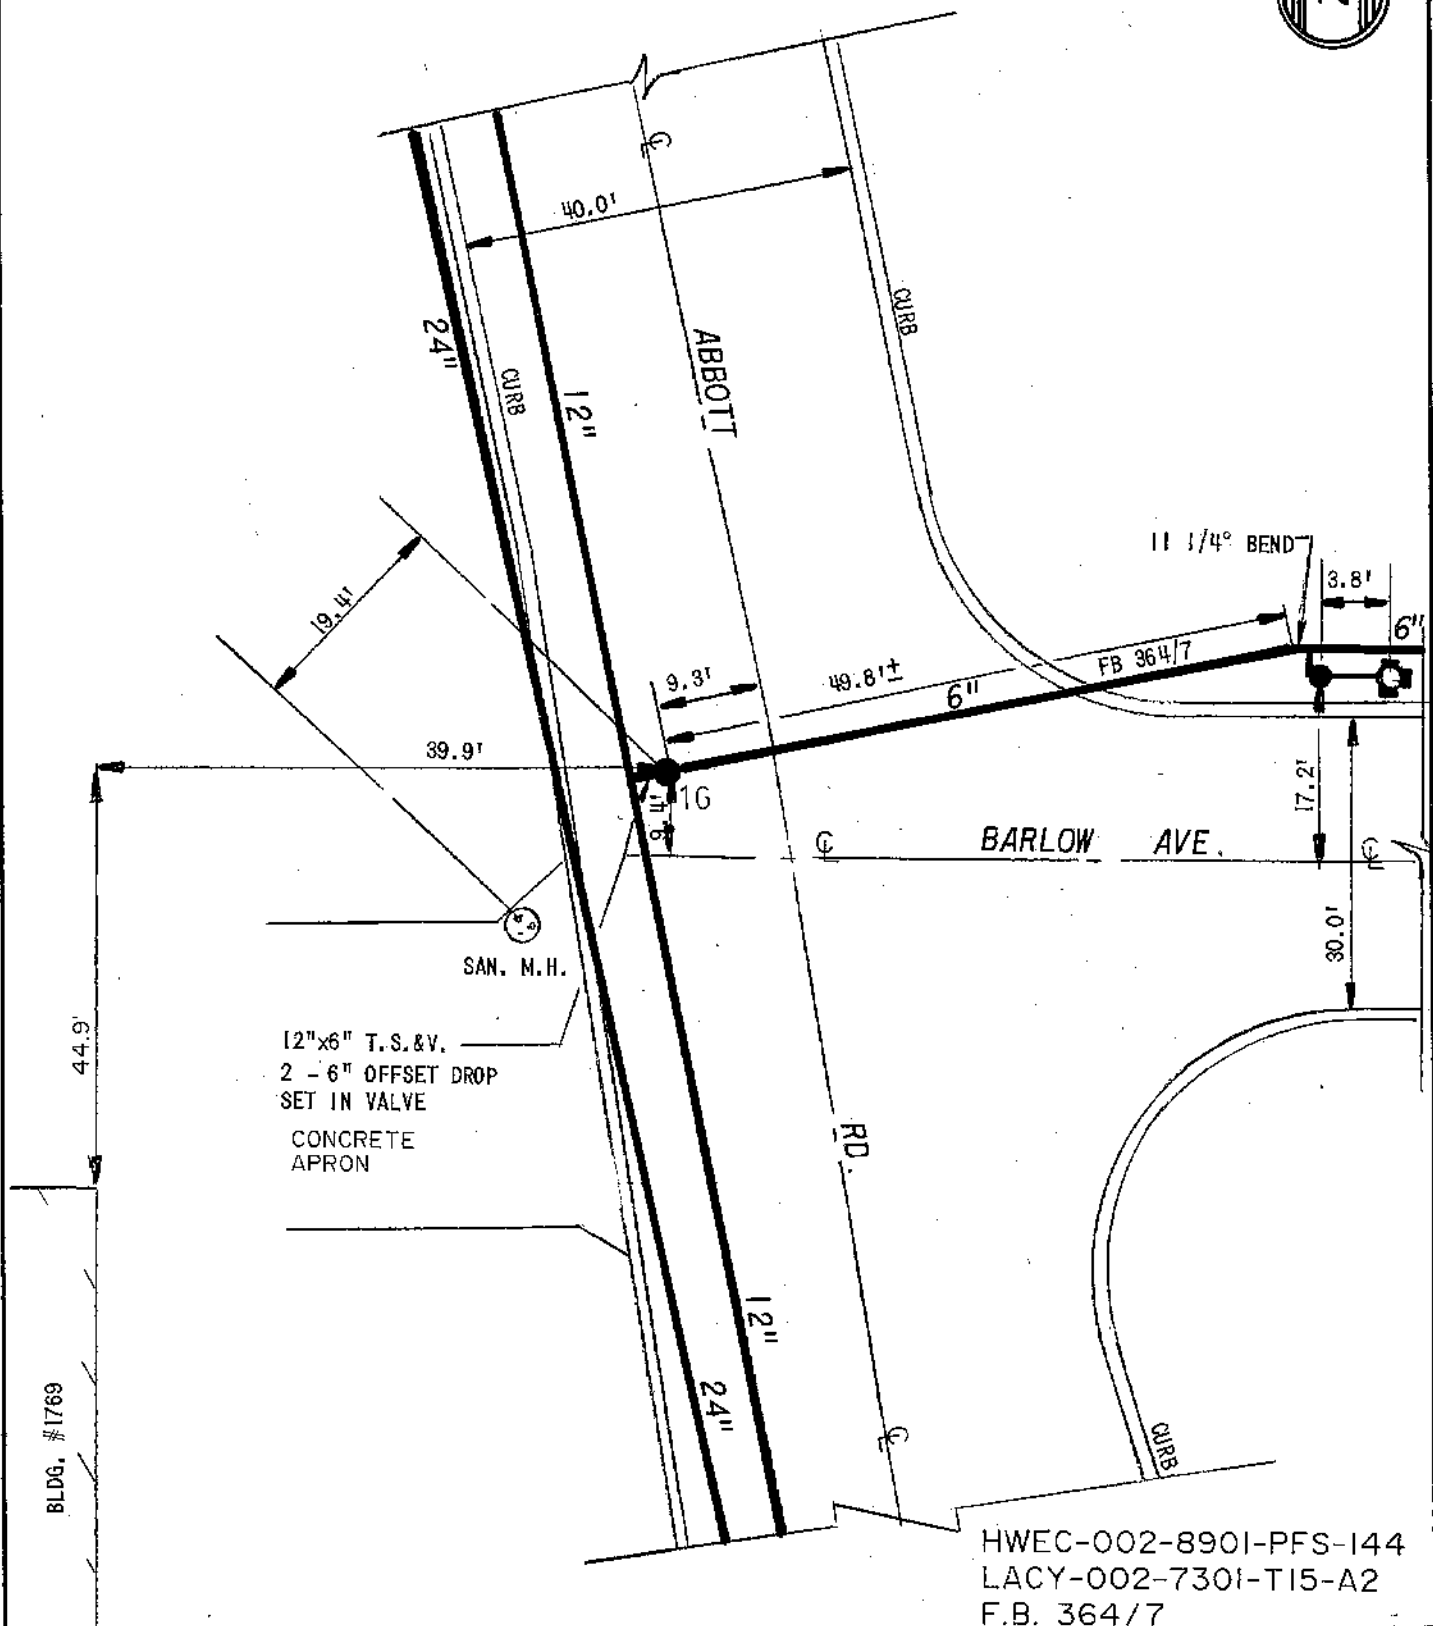 40.0'
CURB
24"
CURB
12"
ABBOTT
11 1/4° BEND
3.8'
6"
19.4'
FB 364/7
9.3'
49.8'±
6"
39.9'
1G
17.2'
BARLOW AVE.
30.0'
SAN. M.H.
44.9'
12"x6" T.S.&V.
2 - 6" OFFSET DROP
SET IN VALVE
CONCRETE
APRON
RD.
12"
24"
BLDG. #1769
CURB
HWEC-002-8901-PFS-144
LACY-002-7301-T15-A2
F.B. 364/7